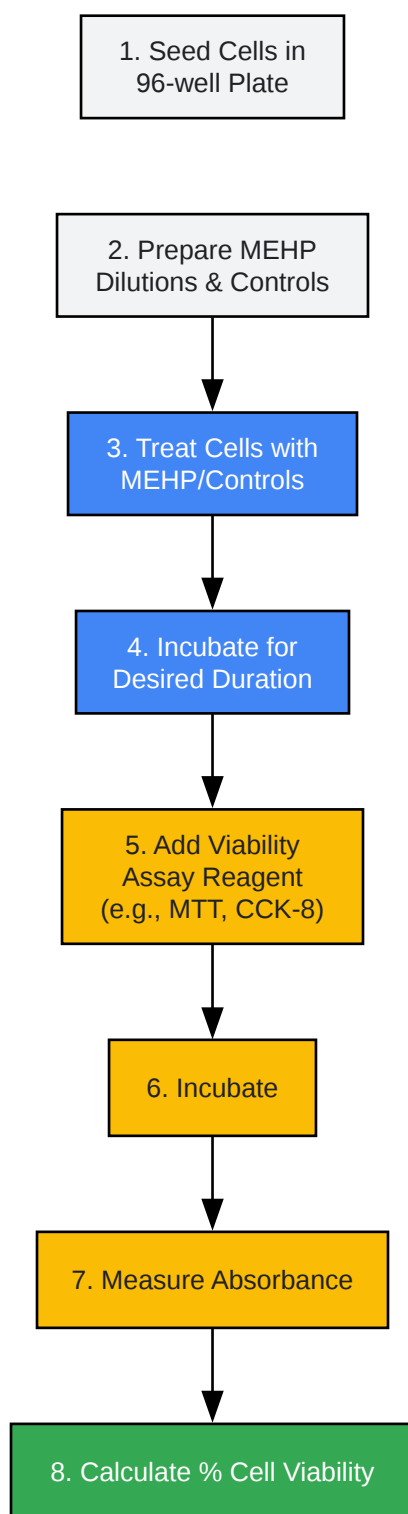 1. Seed Cells in
96-well Plate
2. Prepare MEHP
Dilutions & Controls
3. Treat Cells with
MEHP/Controls
4. Incubate for
Desired Duration
5. Add Viability
Assay Reagent
(e.g., MTT, CCK-8)
6. Incubate
7. Measure Absorbance
8. Calculate % Cell Viability